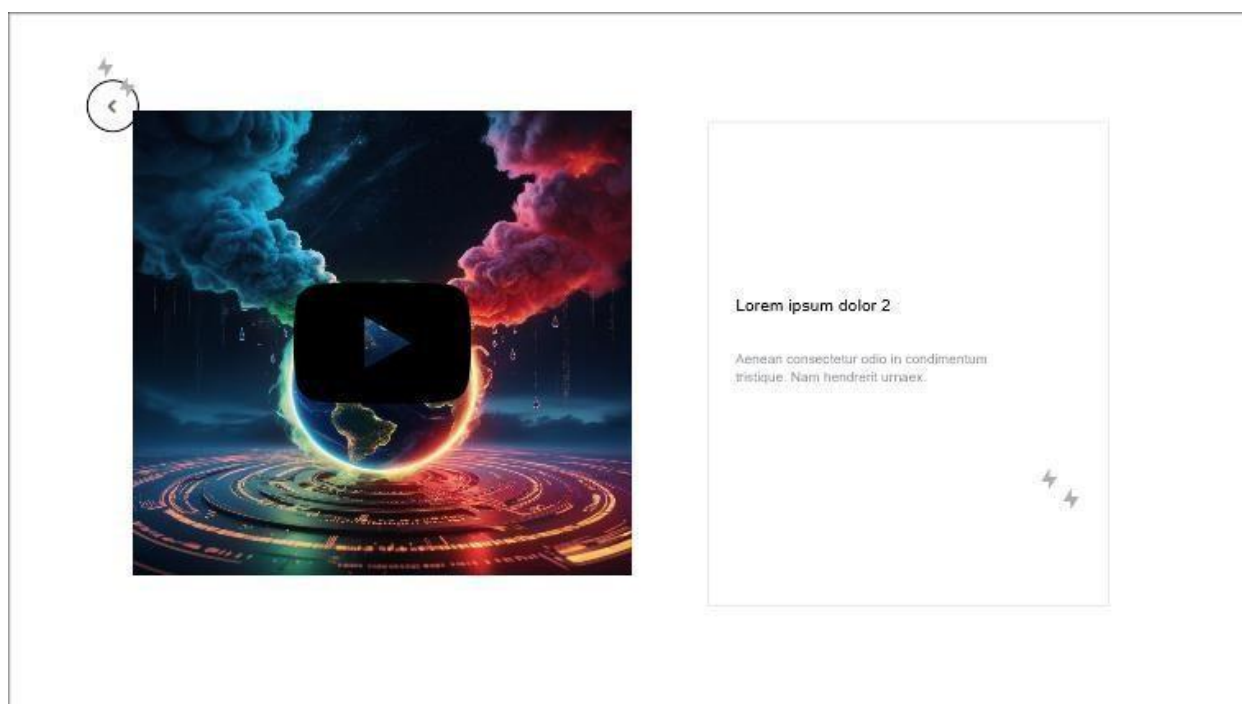 Lorem ipsum dolor 2
Aenean consectetur odio in condimentum
tristique. Nam hendrerit urnaex.